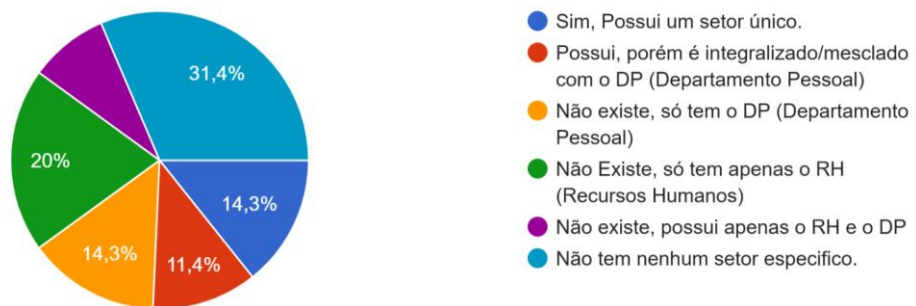 31,4%
20%
14,3%
14,3%
11,4%
Sim, Possui um setor único.
Possui, porém é integralizado/mesclado
com o DP (Departamento Pessoal)
Não existe, só tem o DP (Departamento
Pessoal)
Não Existe, só tem apenas o RH
(Recursos Humanos)
Não existe, possui apenas o RH e o DP
Não tem nenhum setor especifico.